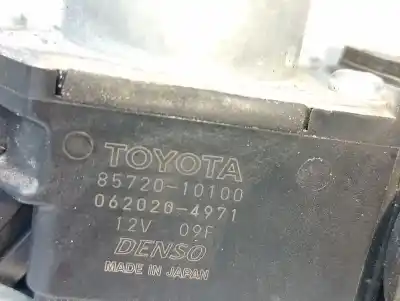 TOYOTA
85720-10100
062020-4971
12V 09F
DENSO
MADE IN JAPAN